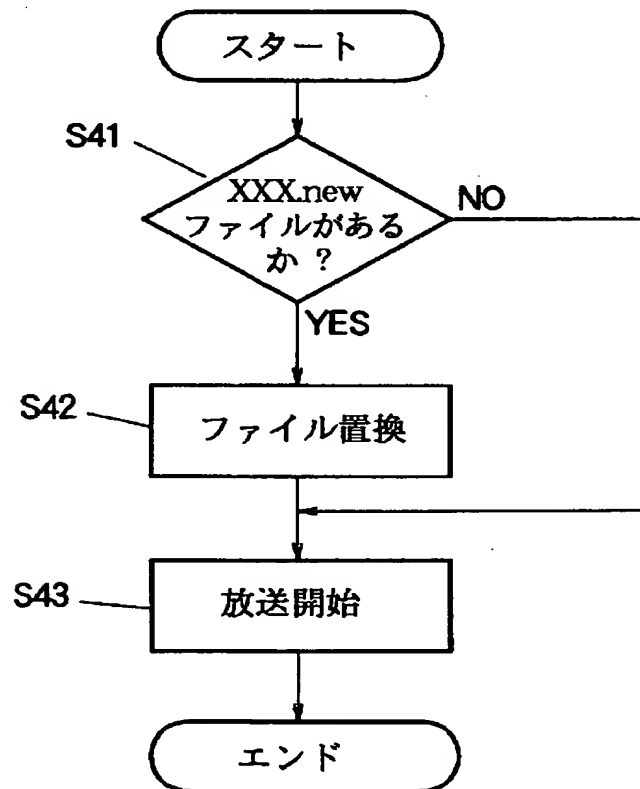 スタート
S41
XXX.new
ファイルがある
か ?
NO
YES
S42
ファイル置換
S43
放送開始
エンド